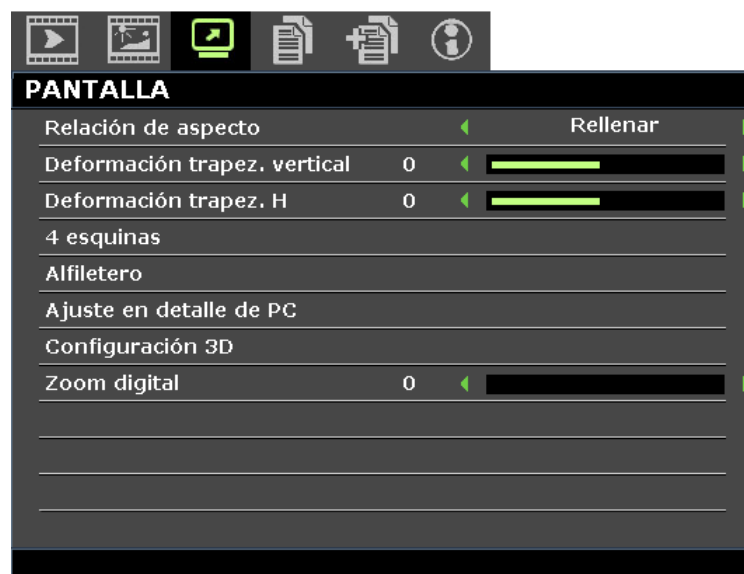 PANTALLA
Relación de aspecto Rellenar
Deformación trapez. vertical 0
Deformación trapez. H 0
4 esquinas
Alfiletero
Ajuste en detalle de PC
Configuración 3D
Zoom digital 0